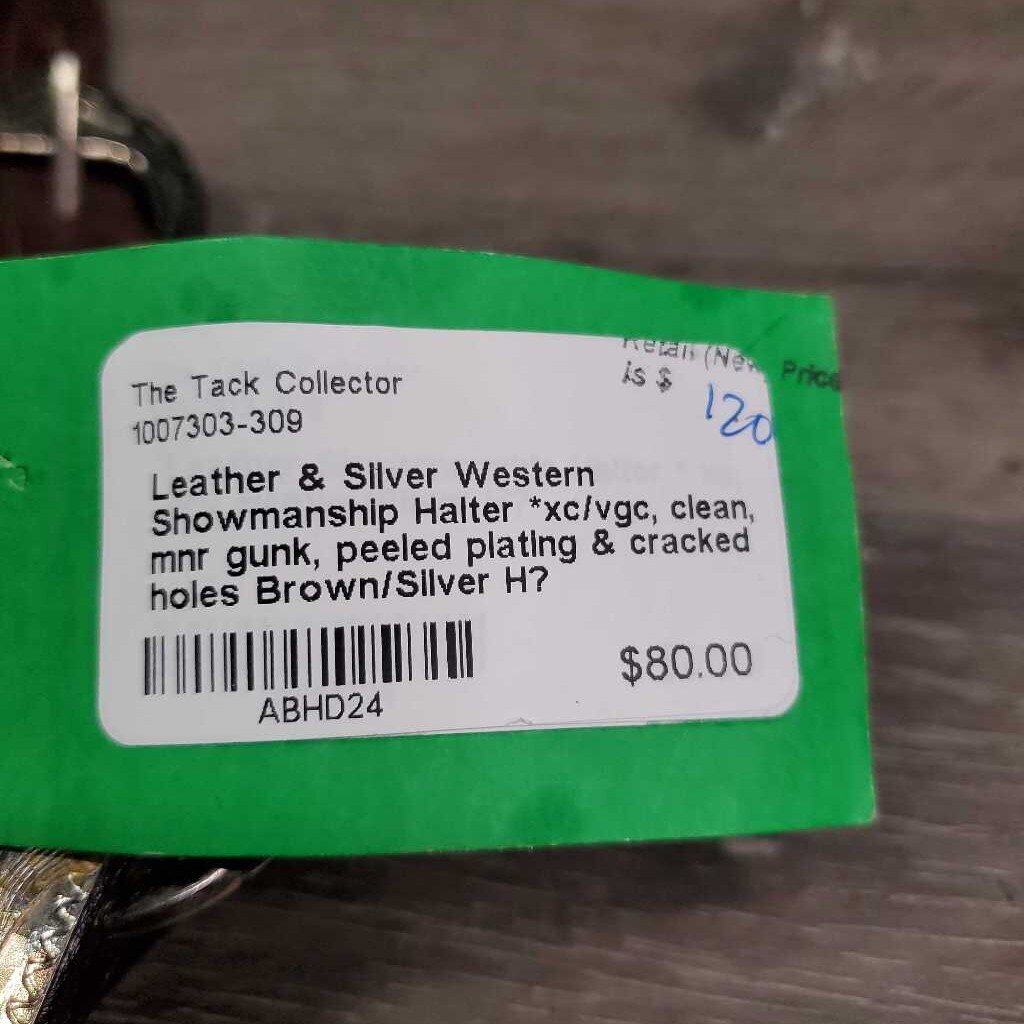 Retail (New) Price
is $ 120
The Tack Collector
1007303-309
Leather & Silver Western
Showmanship Halter *xc/vgc, clean,
mnr gunk, peeled plating & cracked
holes Brown/Silver H?
$80.00
ABHD24